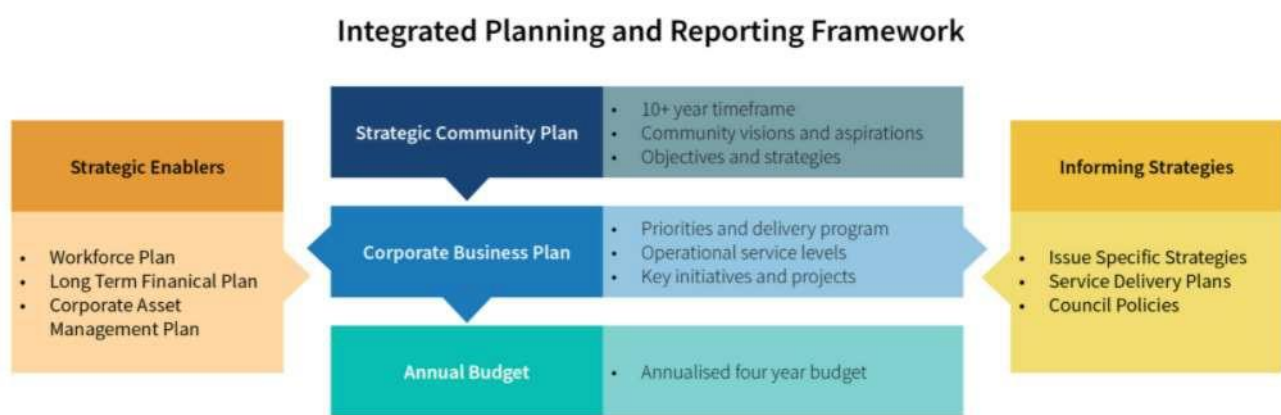 Integrated Planning and Reporting Framework
Strategic Enablers
• Workforce Plan
• Long Term Finanical Plan
• Corporate Asset
Management Plan
Strategic Community Plan
• 10+ year timeframe
• Community visions and aspirations
• Objectives and strategies
Corporate Business Plan
• Priorities and delivery program
• Operational service levels
• Key initiatives and projects
Annual Budget
• Annualised four year budget
Informing Strategies
• Issue Specific Strategies
• Service Delivery Plans
• Council Policies